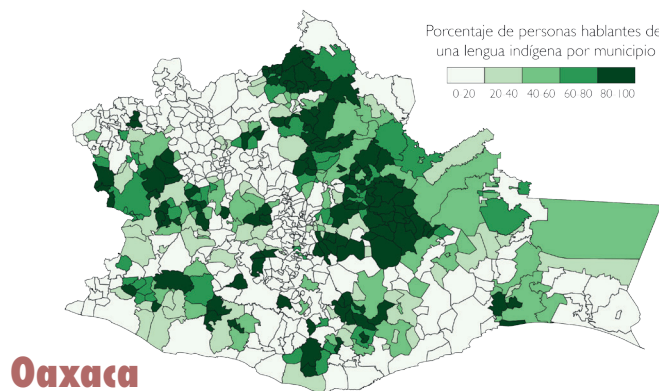 Porcentaje de personas hablantes de
una lengua indígena por municipio
0 20 20 40 40 60 60 80 80 100
Oaxaca